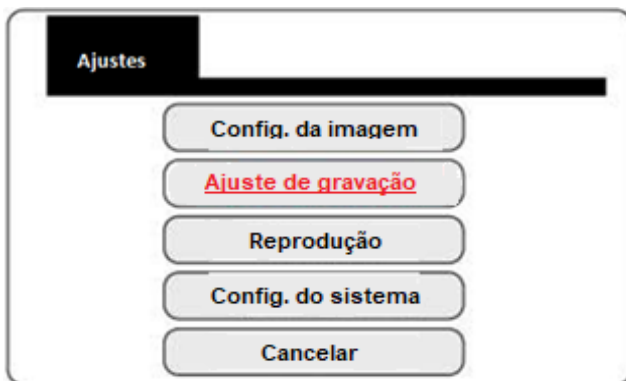 Ajustes
Config. da imagem
Ajuste de gravação
Reprodução
Config. do sistema
Cancelar